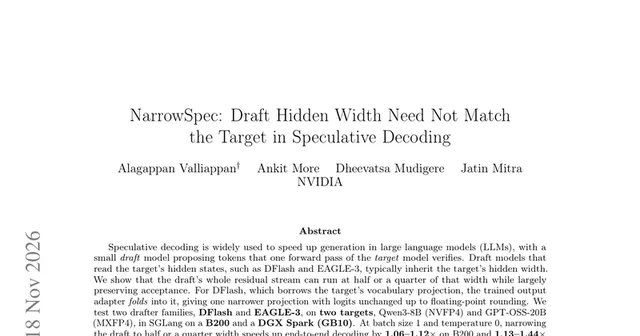 NarrowSpec: Draft Hidden Width Need Not Match
the Target in Speculative Decoding
Alagappan Valliappan† Ankit More Dheevatsa Mudigere Jatin Mitra
NVIDIA
Abstract
Speculative decoding is widely used to speed up generation in large language models (LLMs), with a
small draft model proposing tokens that one forward pass of the target model verifies. Draft models that
read the target's hidden states, such as DFlash and EAGLE-3, typically inherit the target's hidden width.
We show that the draft's whole residual stream can run at half or a quarter of that width while largely
preserving acceptance. For DFlash, which borrows the target's vocabulary projection, the trained output
adapter folds into it, giving one narrower projection with logits unchanged up to floating-point rounding. We
test two drafter families, DFlash and EAGLE-3, on two targets, Qwen3-8B (NVFP4) and GPT-OSS-20B
(MXFP4), in SGLang on a B200 and a DGX Spark (GB10). At batch size 1 and temperature 0, narrowing
the draft to half or a quarter width speeds up end-to-end decoding by 1.06–1.12× on B200 and 1.13–1.44×
18 Nov 2026